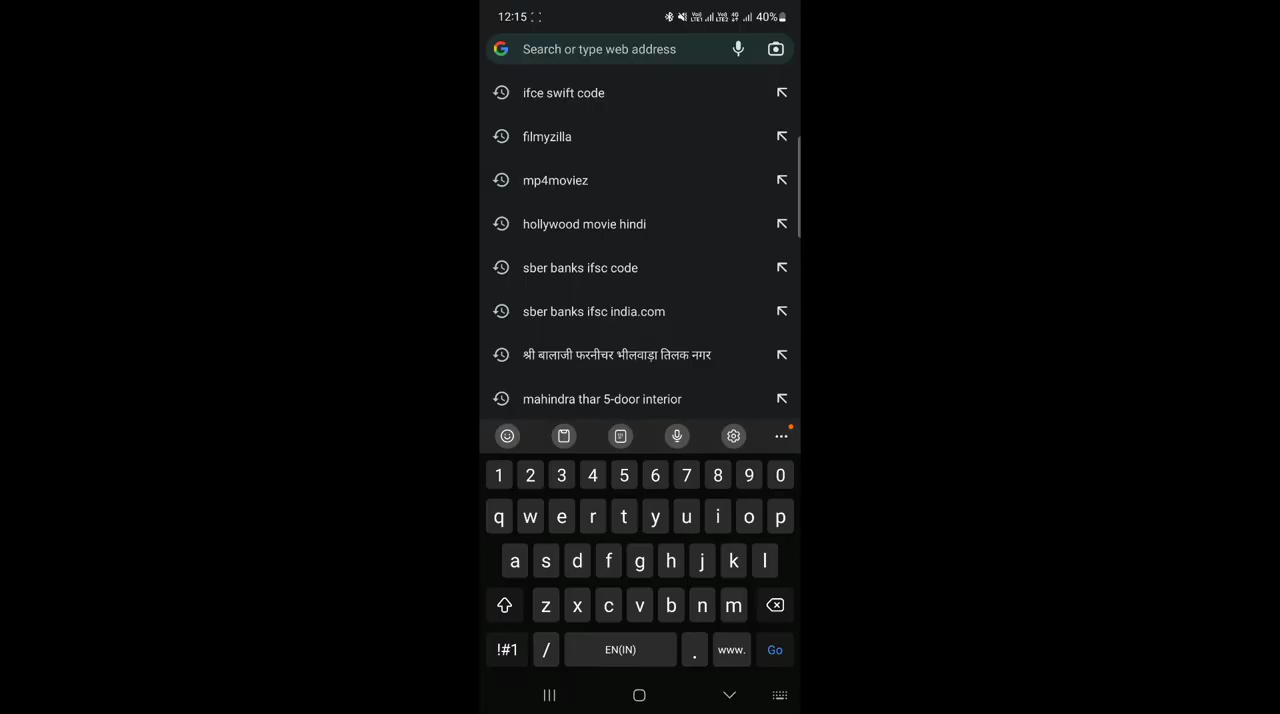 12:15
40%
Search or type web address
ifce swift code
filmyzilla
mp4moviez
hollywood movie hindi
sber banks ifsc code
sber banks ifsc india.com
श्री बालाजी फरनीचर भीलवाड़ा तिलक नगर
mahindra thar 5-door interior
1 2 3 4 5 6 7 8 9 0
q w e r t y u i o p
a s d f g h j k l
z x c v b n m
!#1 / EN(IN) . www. Go